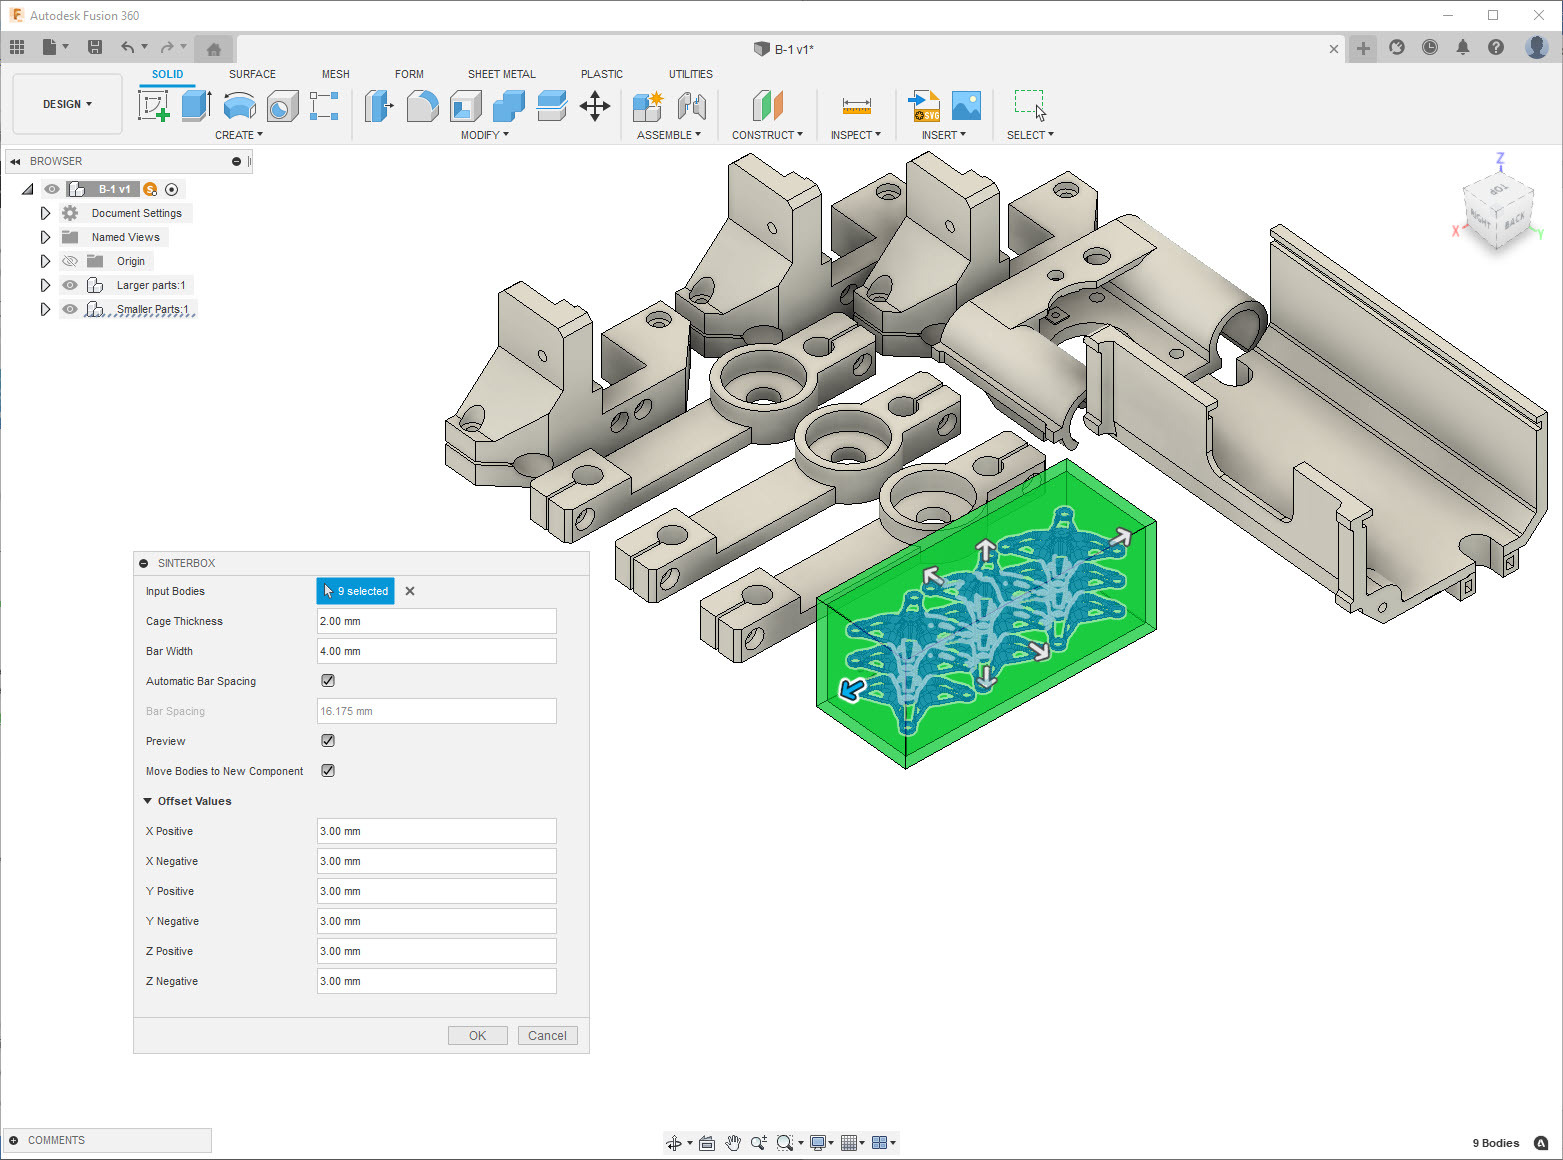 Autodesk Fusion 360
B-1 v1*
SOLID SURFACE MESH FORM SHEET METAL PLASTIC UTILITIES
DESIGN
SVG
CREATE MODIFY ASSEMBLE CONSTRUCT INSPECT INSERT SELECT
BROWSER
B-1 v1
S
Document Settings
Named Views
Origin
Larger parts:1
Smaller Parts:1
Z
TOP
RIGHT BACK
X
Y
SINTERBOX
Input Bodies 9 selected
Cage Thickness 2.00 mm
Bar Width 4.00 mm
Automatic Bar Spacing
Bar Spacing 16.175 mm
Preview
Move Bodies to New Component
Offset Values
X Positive 3.00 mm
X Negative 3.00 mm
Y Positive 3.00 mm
Y Negative 3.00 mm
Z Positive 3.00 mm
Z Negative 3.00 mm
OK Cancel
COMMENTS
9 Bodies